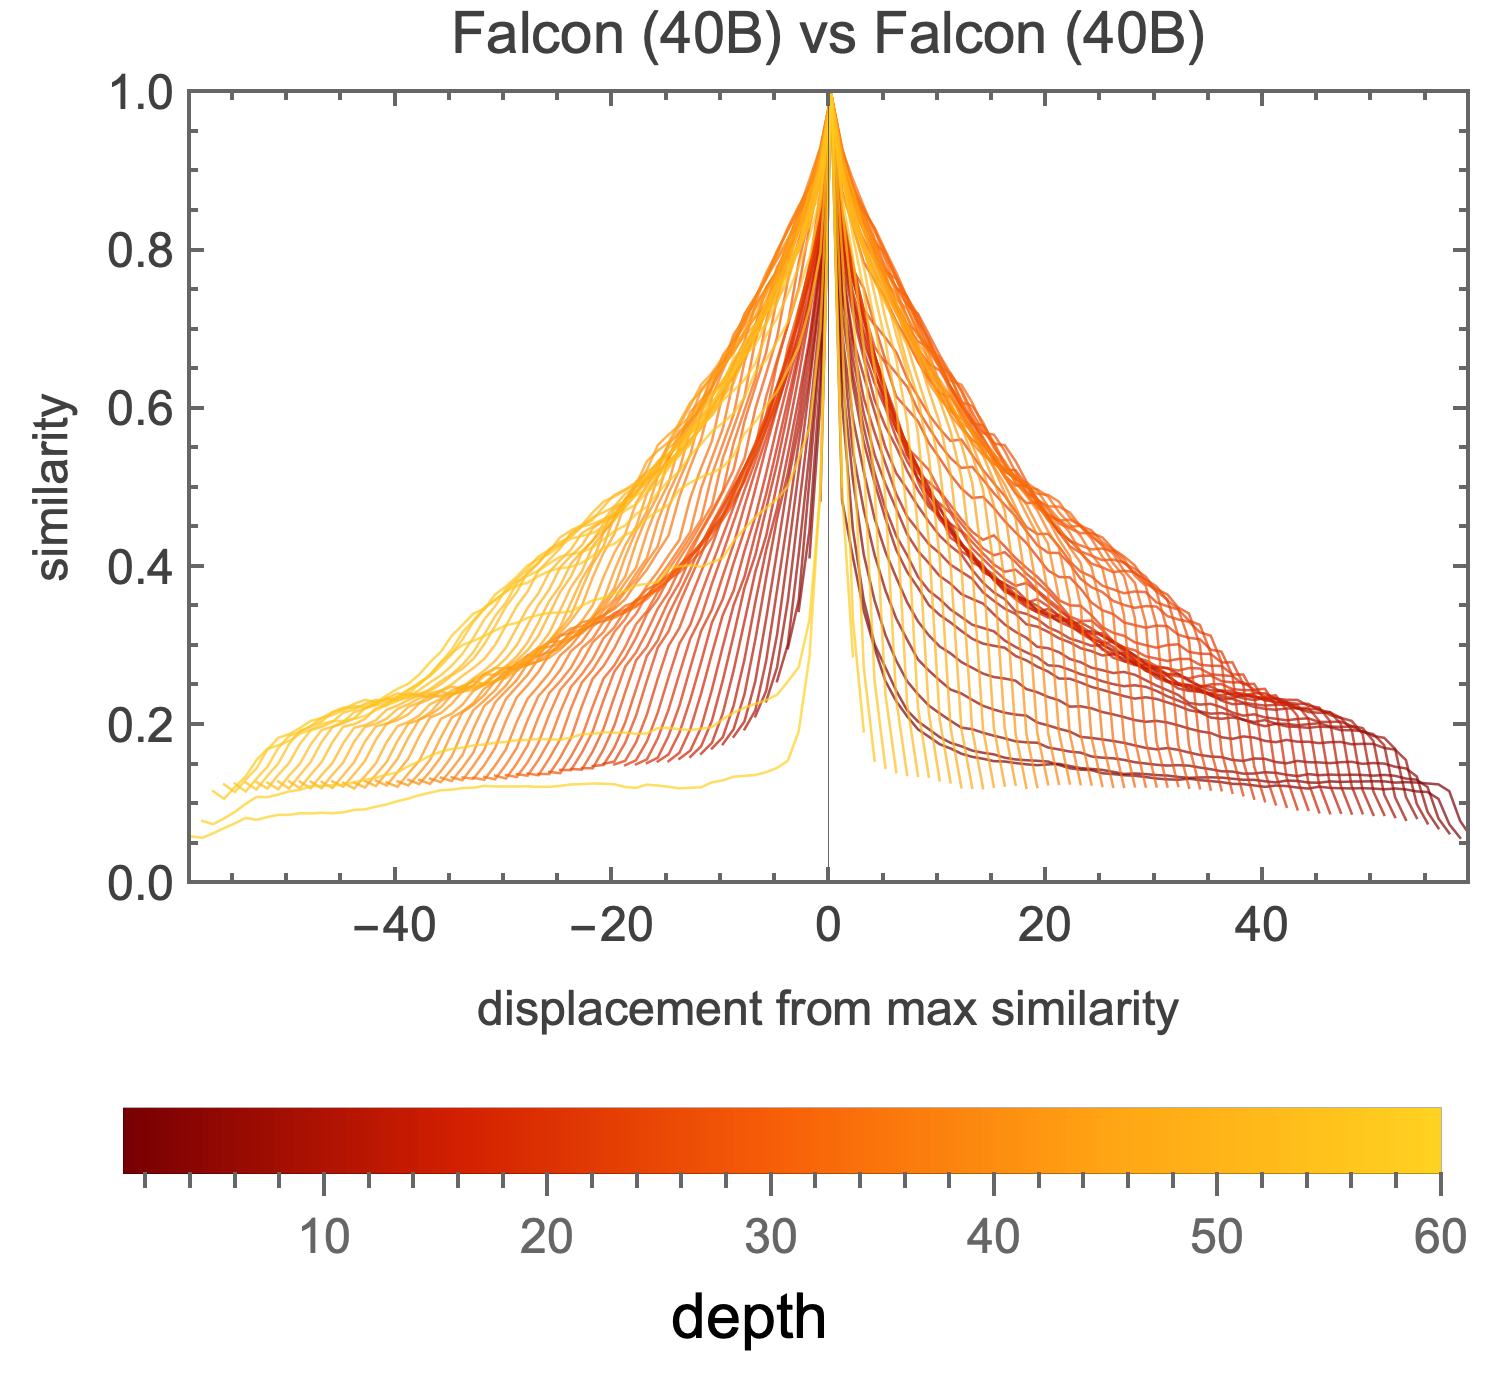 Falcon (40B) vs Falcon (40B)
1.0
0.8
0.6
0.4
0.2
0.0
similarity
−40 −20 0 20 40
displacement from max similarity
10 20 30 40 50 60
depth